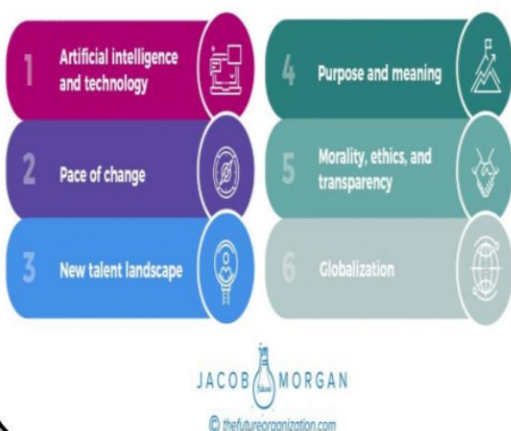 1
Artificial intelligence
and technology
2
Pace of change
3
New talent landscape
4
Purpose and meaning
5
Morality, ethics, and
transparency
6
Globalization
JACOB MORGAN
© thefutureorganization.com